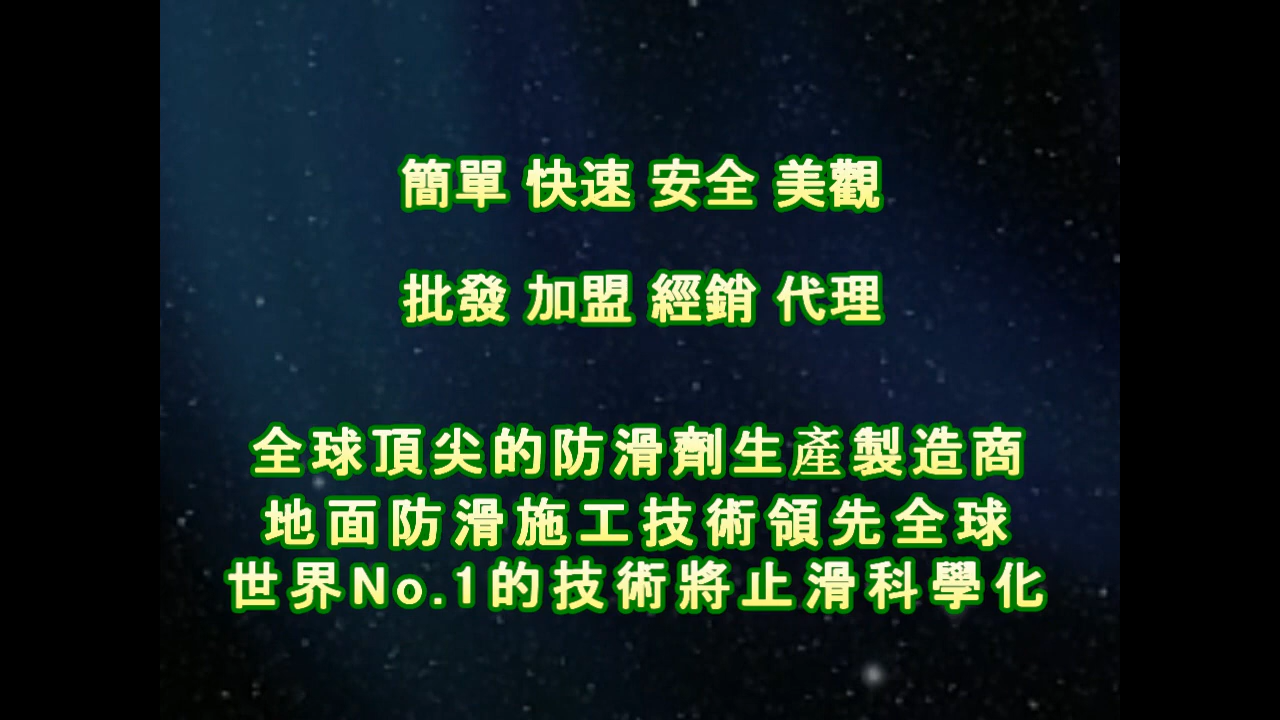 簡單 快速 安全 美觀
批發 加盟 經銷 代理
全球頂尖的防滑劑生產製造商
地面防滑施工技術領先全球
世界No.1的技術將止滑科學化